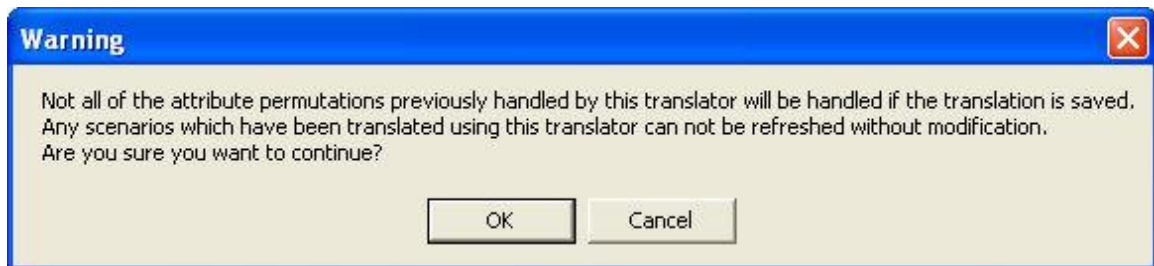 Warning
Not all of the attribute permutations previously handled by this translator will be handled if the translation is saved.
Any scenarios which have been translated using this translator can not be refreshed without modification.
Are you sure you want to continue?
OK
Cancel